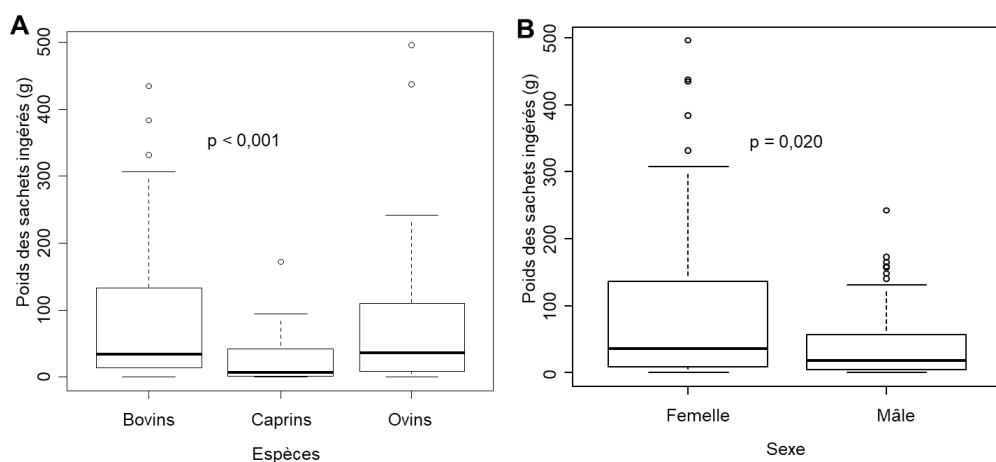 A
Poids des sachets ingérés (g)
500
400
300
200
100
0
p < 0,001
Bovins
Caprins
Ovins
Espèces
B
Poids des sachets ingérés (g)
500
400
300
200
100
0
p = 0,020
Femelle
Mâle
Sexe